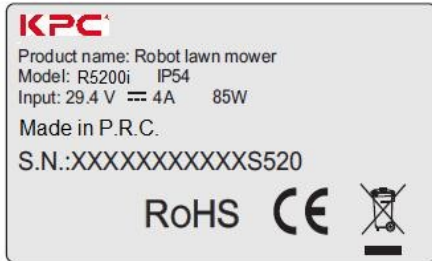 KPC
Product name: Robot lawn mower
Model: R5200i IP54
Input: 29.4 V ⎓ 4A 85W
Made in P.R.C.
S.N.:XXXXXXXXXXXS520
RoHS CE